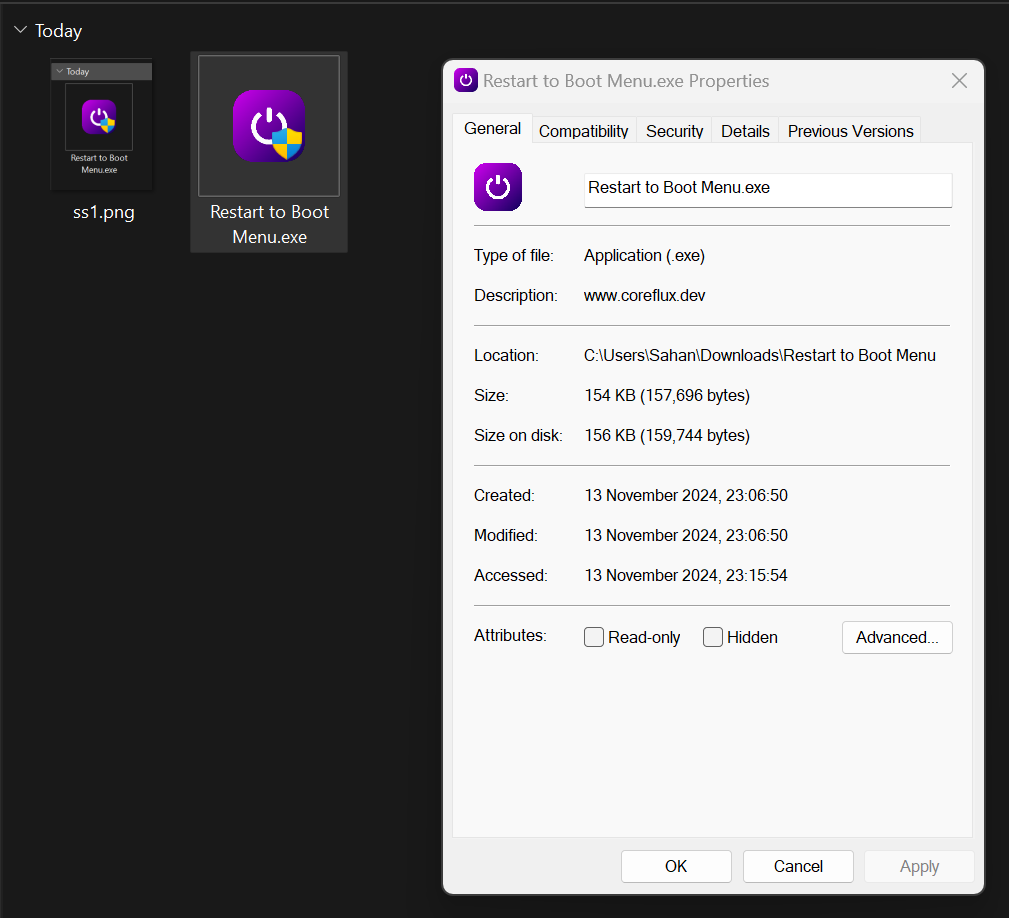 Today
Today
Restart to Boot
Menu.exe
ss1.png
Restart to Boot
Menu.exe
Restart to Boot Menu.exe Properties
General Compatibility Security Details Previous Versions
Restart to Boot Menu.exe
Type of file: Application (.exe)
Description: www.coreflux.dev
Location: C:\Users\Sahan\Downloads\Restart to Boot Menu
Size: 154 KB (157,696 bytes)
Size on disk: 156 KB (159,744 bytes)
Created: 13 November 2024, 23:06:50
Modified: 13 November 2024, 23:06:50
Accessed: 13 November 2024, 23:15:54
Attributes: Read-only Hidden Advanced...
OK Cancel Apply